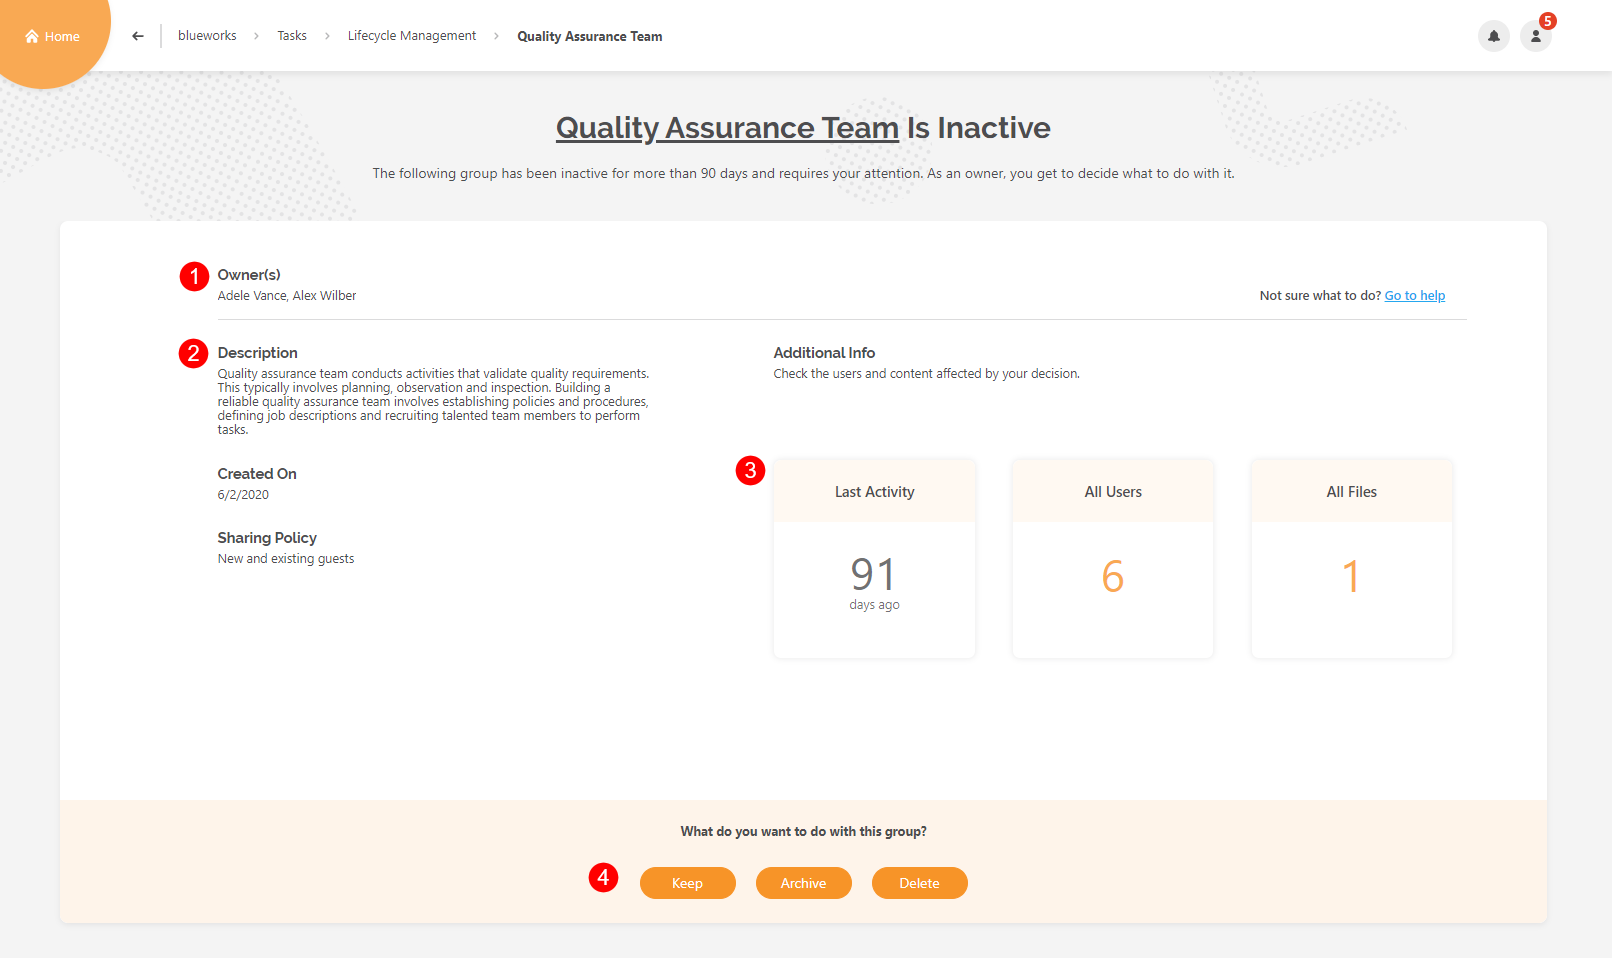 Home
blueworks > Tasks > Lifecycle Management > Quality Assurance Team
5
Quality Assurance Team Is Inactive
The following group has been inactive for more than 90 days and requires your attention. As an owner, you get to decide what to do with it.
1
Owner(s)
Adele Vance, Alex Wilber
Not sure what to do? Go to help
2
Description
Quality assurance team conducts activities that validate quality requirements.
This typically involves planning, observation and inspection. Building a
reliable quality assurance team involves establishing policies and procedures,
defining job descriptions and recruiting talented team members to perform
tasks.
Additional Info
Check the users and content affected by your decision.
Created On
6/2/2020
Sharing Policy
New and existing guests
3
Last Activity
91
days ago
All Users
6
All Files
1
What do you want to do with this group?
4
Keep
Archive
Delete